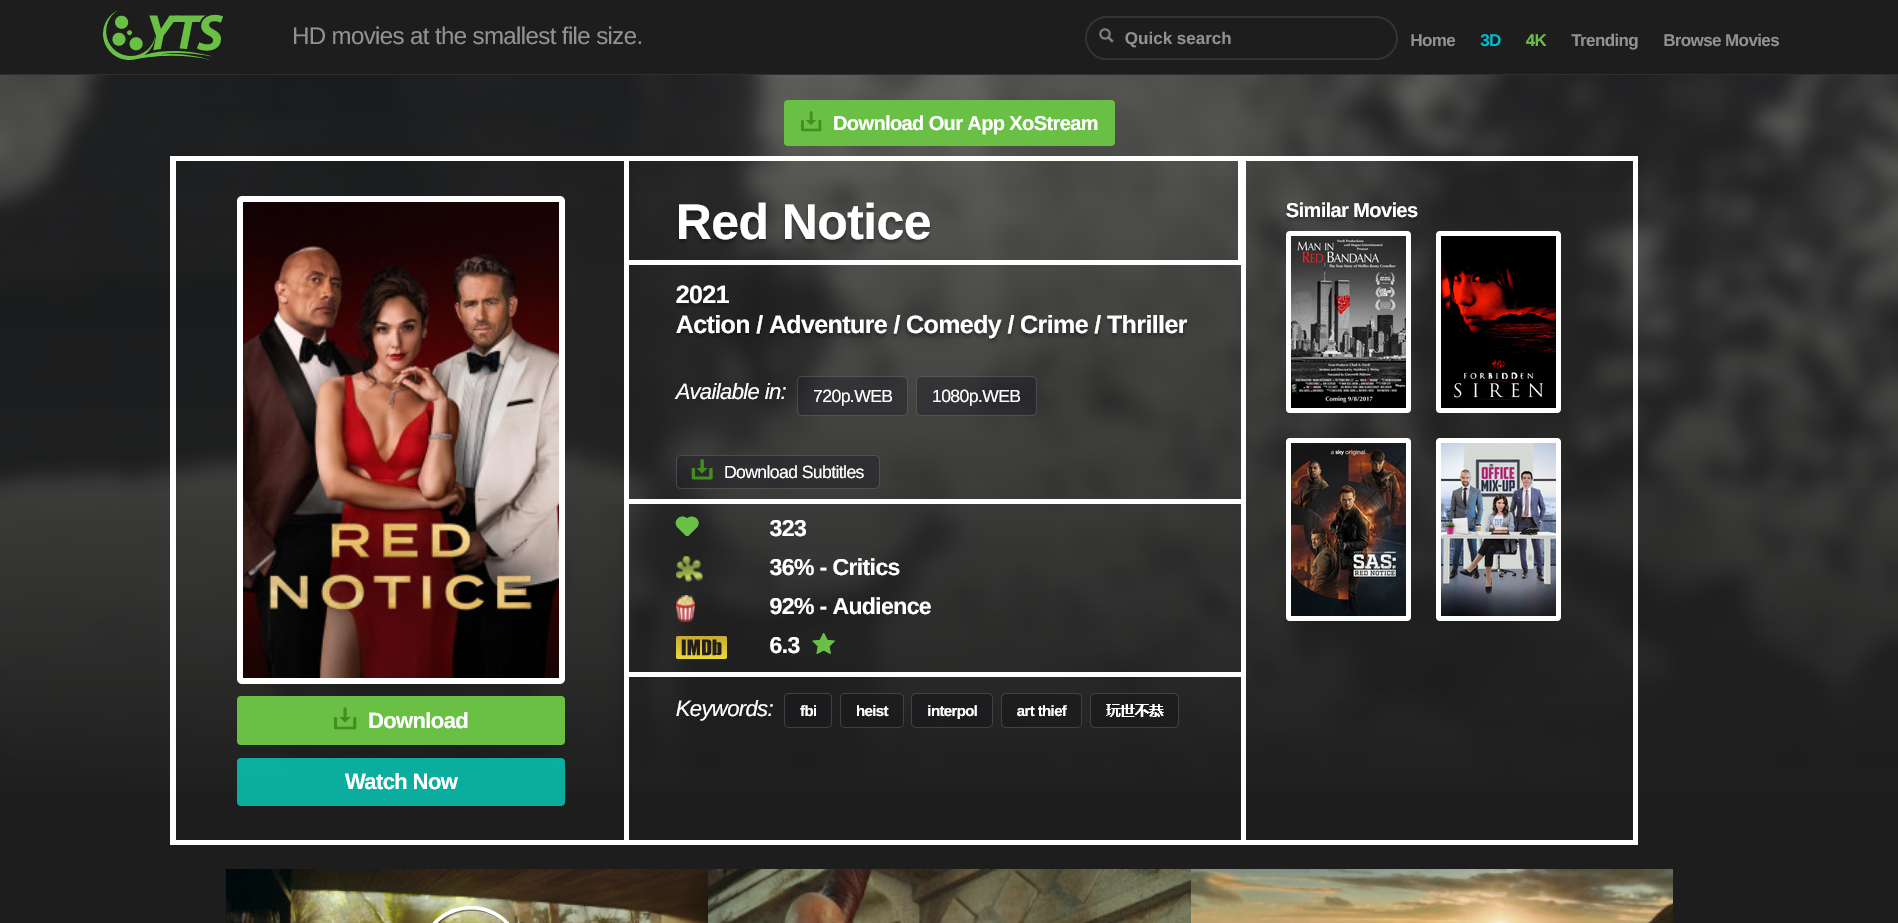 YTS
HD movies at the smallest file size.
Quick search
Home
3D
4K
Trending
Browse Movies
Download Our App XoStream
RED
NOTICE
Download
Watch Now
Red Notice
2021
Action / Adventure / Comedy / Crime / Thriller
Available in: 720p.WEB 1080p.WEB
Download Subtitles
323
36% - Critics
92% - Audience
IMDb 6.3
Keywords: fbi heist interpol art thief 玩世不恭
Similar Movies
MAN IN
RED BANDANA
Coming 9/8/2017
FORBIDDEN
SIREN
a sky original
SAS:
RED NOTICE
THE
OFFICE
MIX-UP